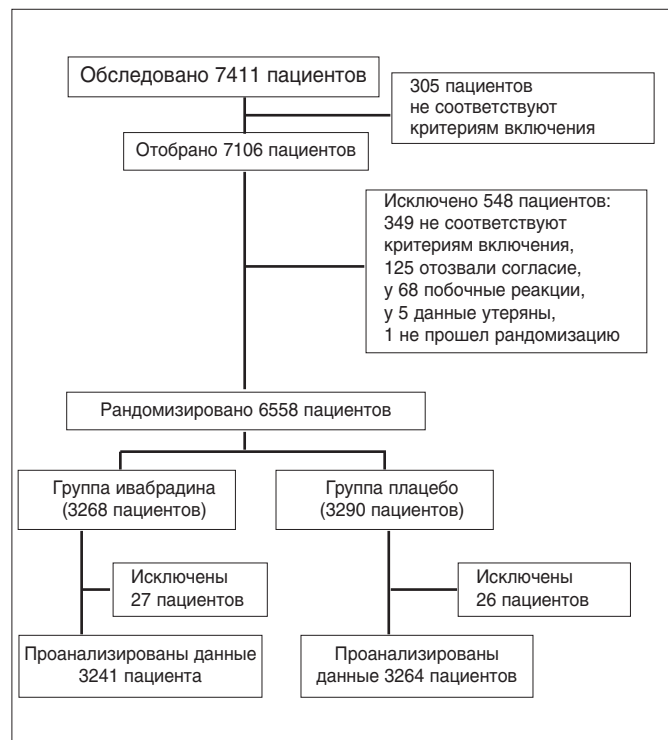 Обследовано 7411 пациентов
305 пациентов
не соответствуют
критериям включения
Отобрано 7106 пациентов
Исключено 548 пациентов:
349 не соответствуют
критериям включения,
125 отозвали согласие,
у 68 побочные реакции,
у 5 данные утеряны,
1 не прошел рандомизацию
Рандомизировано 6558 пациентов
Группа ивабрадина
(3268 пациентов)
Группа плацебо
(3290 пациентов)
Исключены
27 пациентов
Исключены
26 пациентов
Проанализированы данные
3241 пациента
Проанализированы
данные 3264 пациентов